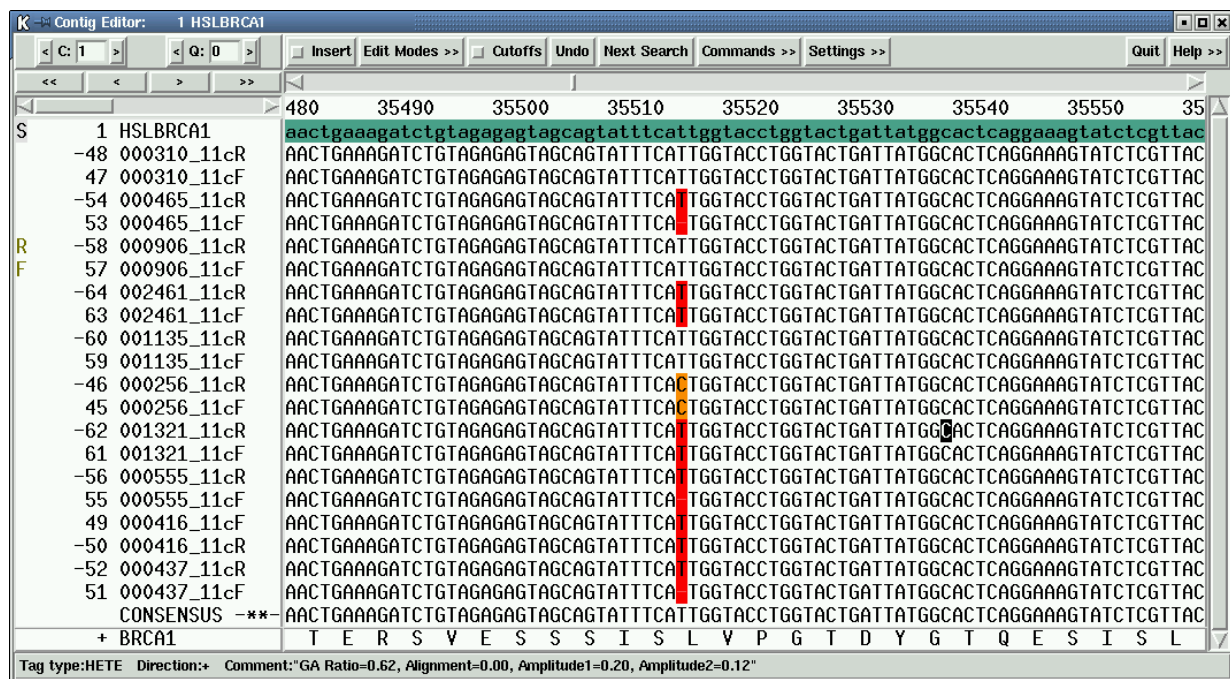 Contig Editor: 1 HSLBRCA1
< C: 1 > < Q: 0 > Insert Edit Modes >> Cutoffs Undo Next Search Commands >> Settings >> Quit Help >>
<< < > >>
480 35490 35500 35510 35520 35530 35540 35550 35
S 1 HSLBRCA1 aactgaaagatctgtagagagtagcagtatttcattggtacctggtactgattatggcactcaggaaagtatctcgttac
-48 000310_11cR AACTGAAAGATCTGTAGAGAGTAGCAGTATTTCATTGGTACCTGGTACTGATTATGGCACTCAGGAAAGTATCTCGTTAC
47 000310_11cF AACTGAAAGATCTGTAGAGAGTAGCAGTATTTCATTGGTACCTGGTACTGATTATGGCACTCAGGAAAGTATCTCGTTAC
-54 000465_11cR AACTGAAAGATCTGTAGAGAGTAGCAGTATTTCATTGGTACCTGGTACTGATTATGGCACTCAGGAAAGTATCTCGTTAC
53 000465_11cF AACTGAAAGATCTGTAGAGAGTAGCAGTATTTCA-TGGTACCTGGTACTGATTATGGCACTCAGGAAAGTATCTCGTTAC
R -58 000906_11cR AACTGAAAGATCTGTAGAGAGTAGCAGTATTTCATTGGTACCTGGTACTGATTATGGCACTCAGGAAAGTATCTCGTTAC
F 57 000906_11cF AACTGAAAGATCTGTAGAGAGTAGCAGTATTTCATTGGTACCTGGTACTGATTATGGCACTCAGGAAAGTATCTCGTTAC
-64 002461_11cR AACTGAAAGATCTGTAGAGAGTAGCAGTATTTCATTGGTACCTGGTACTGATTATGGCACTCAGGAAAGTATCTCGTTAC
63 002461_11cF AACTGAAAGATCTGTAGAGAGTAGCAGTATTTCATTGGTACCTGGTACTGATTATGGCACTCAGGAAAGTATCTCGTTAC
-60 001135_11cR AACTGAAAGATCTGTAGAGAGTAGCAGTATTTCATTGGTACCTGGTACTGATTATGGCACTCAGGAAAGTATCTCGTTAC
59 001135_11cF AACTGAAAGATCTGTAGAGAGTAGCAGTATTTCATTGGTACCTGGTACTGATTATGGCACTCAGGAAAGTATCTCGTTAC
-46 000256_11cR AACTGAAAGATCTGTAGAGAGTAGCAGTATTTCACTGGTACCTGGTACTGATTATGGCACTCAGGAAAGTATCTCGTTAC
45 000256_11cF AACTGAAAGATCTGTAGAGAGTAGCAGTATTTCACTGGTACCTGGTACTGATTATGGCACTCAGGAAAGTATCTCGTTAC
-62 001321_11cR AACTGAAAGATCTGTAGAGAGTAGCAGTATTTCATTGGTACCTGGTACTGATTATGGCACTCAGGAAAGTATCTCGTTAC
61 001321_11cF AACTGAAAGATCTGTAGAGAGTAGCAGTATTTCATTGGTACCTGGTACTGATTATGGCACTCAGGAAAGTATCTCGTTAC
-56 000555_11cR AACTGAAAGATCTGTAGAGAGTAGCAGTATTTCATTGGTACCTGGTACTGATTATGGCACTCAGGAAAGTATCTCGTTAC
55 000555_11cF AACTGAAAGATCTGTAGAGAGTAGCAGTATTTCA-TGGTACCTGGTACTGATTATGGCACTCAGGAAAGTATCTCGTTAC
49 000416_11cF AACTGAAAGATCTGTAGAGAGTAGCAGTATTTCATTGGTACCTGGTACTGATTATGGCACTCAGGAAAGTATCTCGTTAC
-50 000416_11cR AACTGAAAGATCTGTAGAGAGTAGCAGTATTTCATTGGTACCTGGTACTGATTATGGCACTCAGGAAAGTATCTCGTTAC
-52 000437_11cR AACTGAAAGATCTGTAGAGAGTAGCAGTATTTCATTGGTACCTGGTACTGATTATGGCACTCAGGAAAGTATCTCGTTAC
51 000437_11cF AACTGAAAGATCTGTAGAGAGTAGCAGTATTTCA-TGGTACCTGGTACTGATTATGGCACTCAGGAAAGTATCTCGTTAC
CONSENSUS -**- AACTGAAAGATCTGTAGAGAGTAGCAGTATTTCATTGGTACCTGGTACTGATTATGGCACTCAGGAAAGTATCTCGTTAC
+ BRCA1 T E R S V E S S S I S L V P G T D Y G T Q E S I S L
Tag type:HETE Direction:+ Comment:"GA Ratio=0.62, Alignment=0.00, Amplitude1=0.20, Amplitude2=0.12"